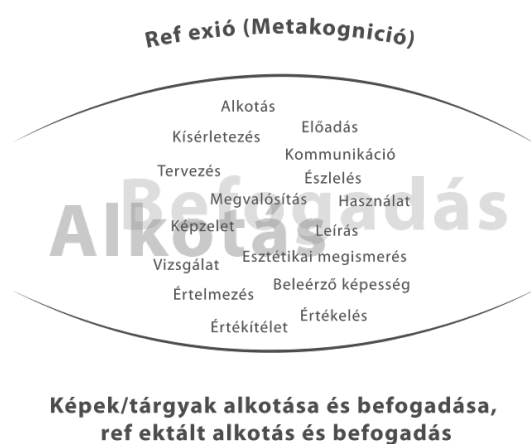 Ref exió (Metakognició)
Alkotás
Előadás
Kísérletezés
Kommunikáció
Tervezés
Észlelés
Befogadás
Megvalósítás
Használat
Alkotás
Képzelet
Leírás
Esztétikai megismerés
Vizsgálat
Beleérző képesség
Értelmezés
Értékelés
Értékítélet
Képek/tárgyak alkotása és befogadása,
ref ektált alkotás és befogadás